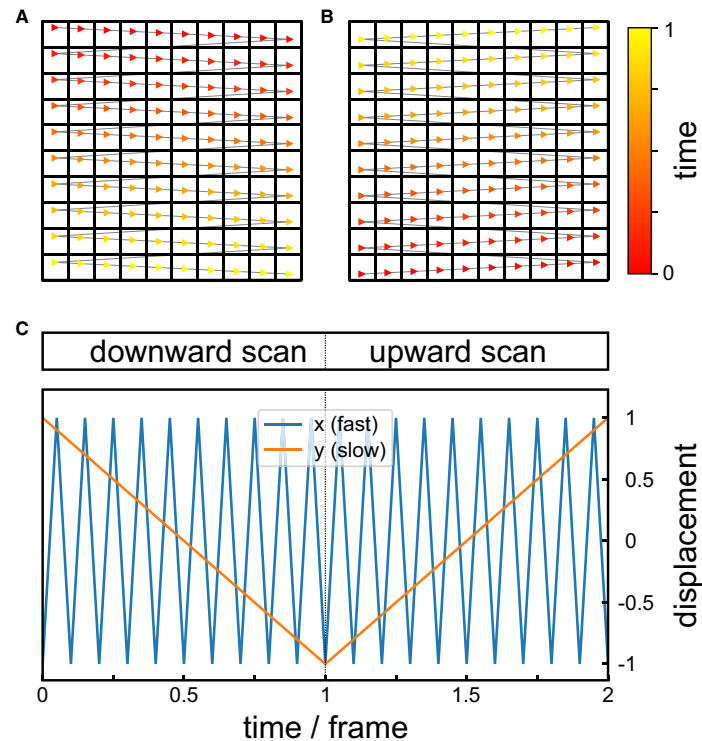 A
B
1
time
0
C
downward scan
upward scan
x (fast)
y (slow)
1
0.5
0
-0.5
-1
displacement
0
0.5
1
1.5
2
time / frame